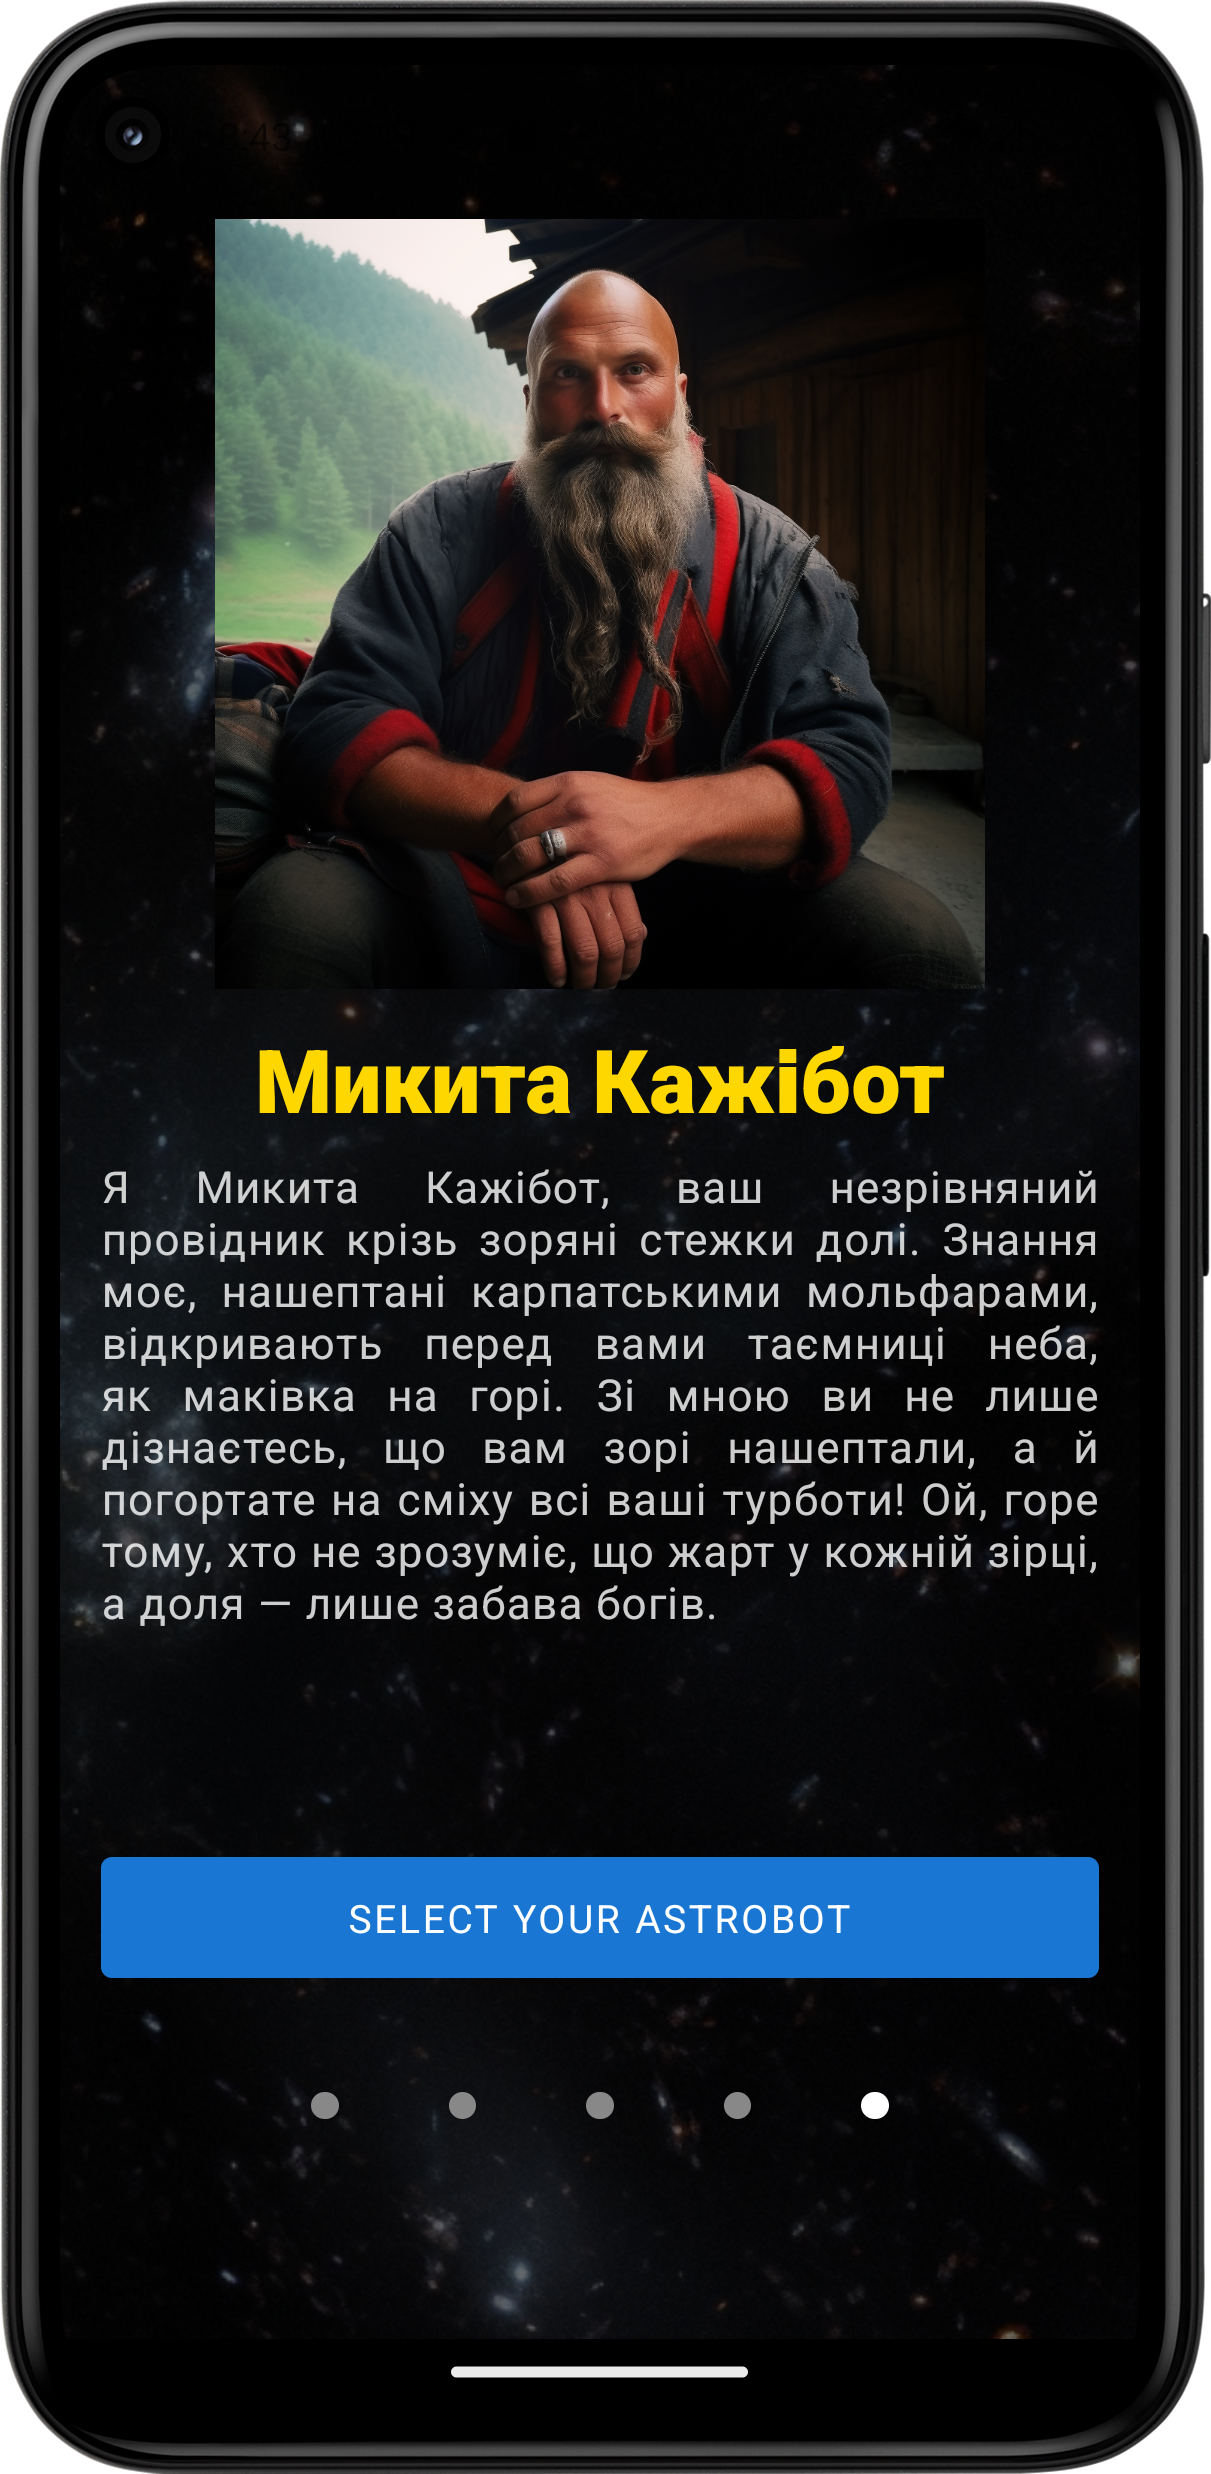 3:43
Микита Кажібот
Я Микита Кажібот, ваш незрівняний
провідник крізь зоряні стежки долі. Знання
моє, нашептані карпатськими мольфарами,
відкривають перед вами таємниці неба,
як маківка на горі. Зі мною ви не лише
дізнаєтесь, що вам зорі нашептали, а й
погортате на сміху всі ваші турботи! Ой, горе
тому, хто не зрозуміє, що жарт у кожній зірці,
а доля — лише забава богів.
SELECT YOUR ASTROBOT